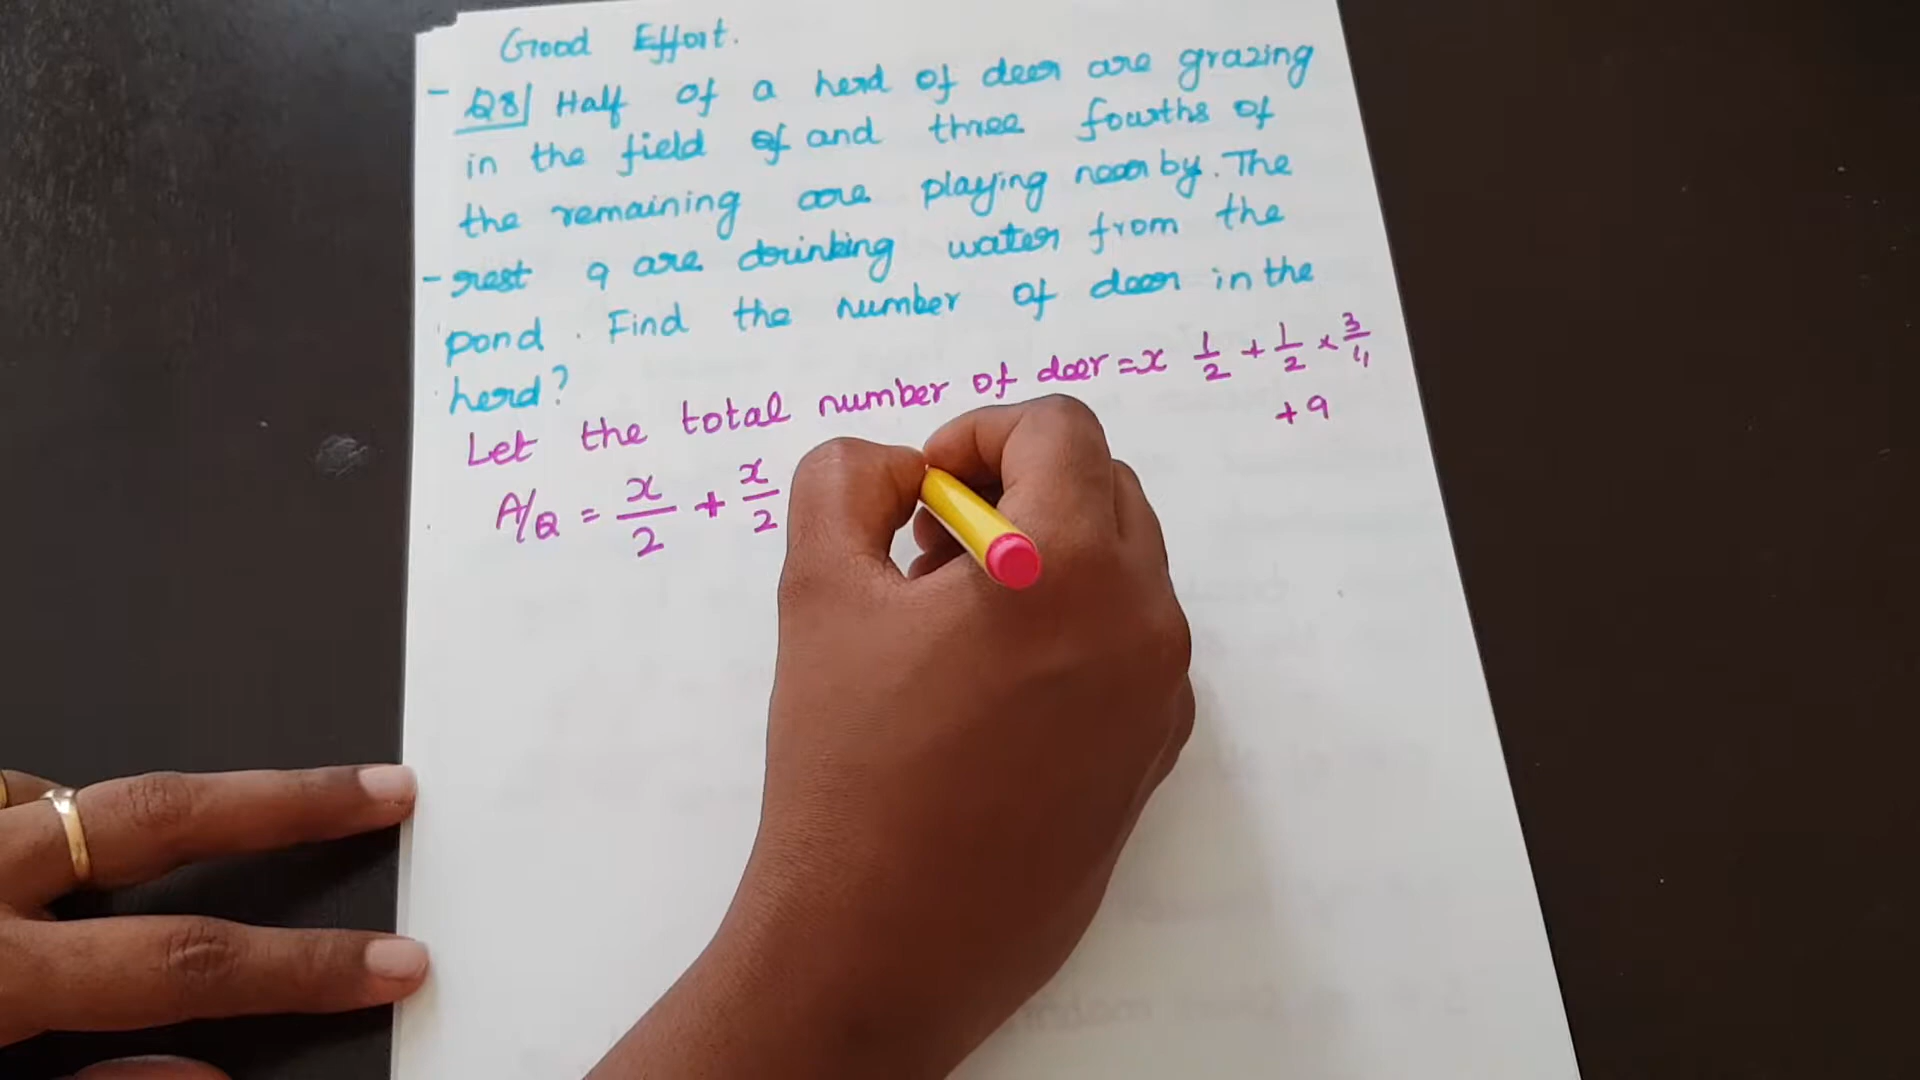 Good Effort.
- Q8| Half of a herd of deer are grazing
in the field of and three fourths of
the remaining are playing near by. The
- rest 9 are drinking water from the
pond. Find the number of deer in the
herd?
Let the total number of deer = x 1/2 + 1/2 × 3/4
+ 9
A/Q = x/2 + x/2